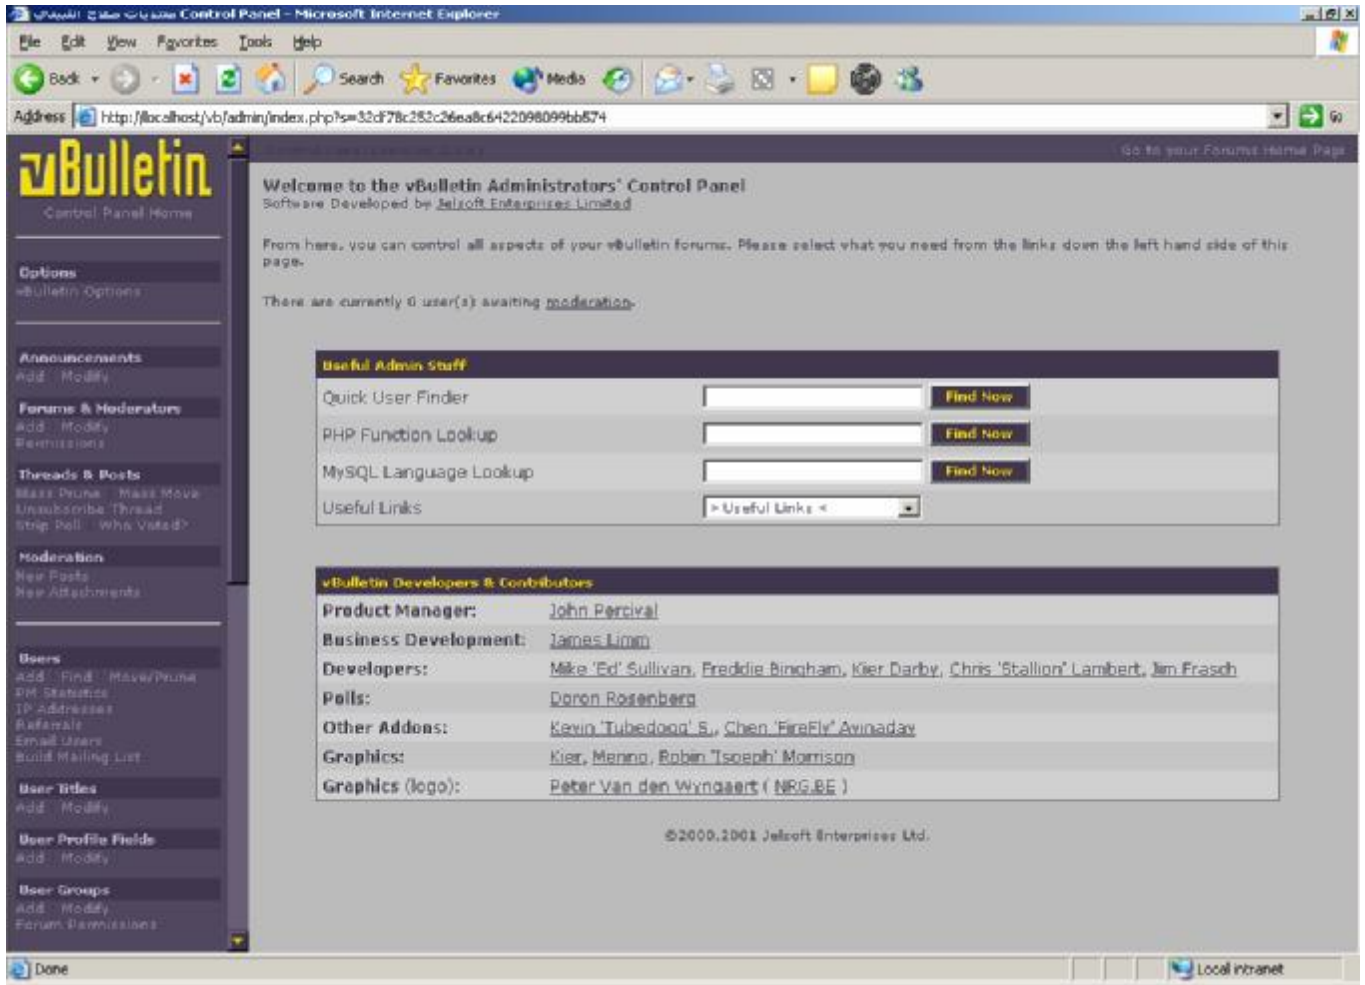 منتديات صلاح Control Panel - Microsoft Internet Explorer
File Edit View Favorites Tools Help
Back Search Favorites Media
Address http://localhost/vb/admin/index.php?s=32df78c252c26ea8c6422098099bb574 Go
vBulletin
Go to your Forums Home Page
Control Panel Home
Welcome to the vBulletin Administrators' Control Panel
Software Developed by Jelsoft Enterprises Limited
From here, you can control all aspects of your vBulletin forums. Please select what you need from the links down the left hand side of this
page.
There are currently 0 user(s) awaiting moderation.
Options
vBulletin Options
Announcements
Add Modify
Forums & Moderators
Add Modify
Permissions
Threads & Posts
Mass Prune Mass Move
Unsubscribe Thread
Strip Poll Who Voted?
Moderation
New Posts
New Attachments
Users
Add Find Move/Prune
PM Statistics
IP Addresses
Referrals
Email Users
Build Mailing List
User Titles
Add Modify
User Profile Fields
Add Modify
User Groups
Add Modify
Forum Permissions
Useful Admin Stuff
Quick User Finder Find Now
PHP Function Lookup Find Now
MySQL Language Lookup Find Now
Useful Links > Useful Links <
vBulletin Developers & Contributors
Product Manager: John Percival
Business Development: James Limm
Developers: Mike 'Ed' Sullivan, Freddie Bingham, Kier Darby, Chris 'Stallion' Lambert, Jim Frasch
Polls: Doron Rosenberg
Other Addons: Kevin 'Tubedogg' S., Chen 'FireFly' Avinadav
Graphics: Kier, Menno, Robin 'Tsoeph' Morrison
Graphics (logo): Peter Van den Wyngaert ( NRG.BE )
©2000,2001 Jelsoft Enterprises Ltd.
Done Local intranet